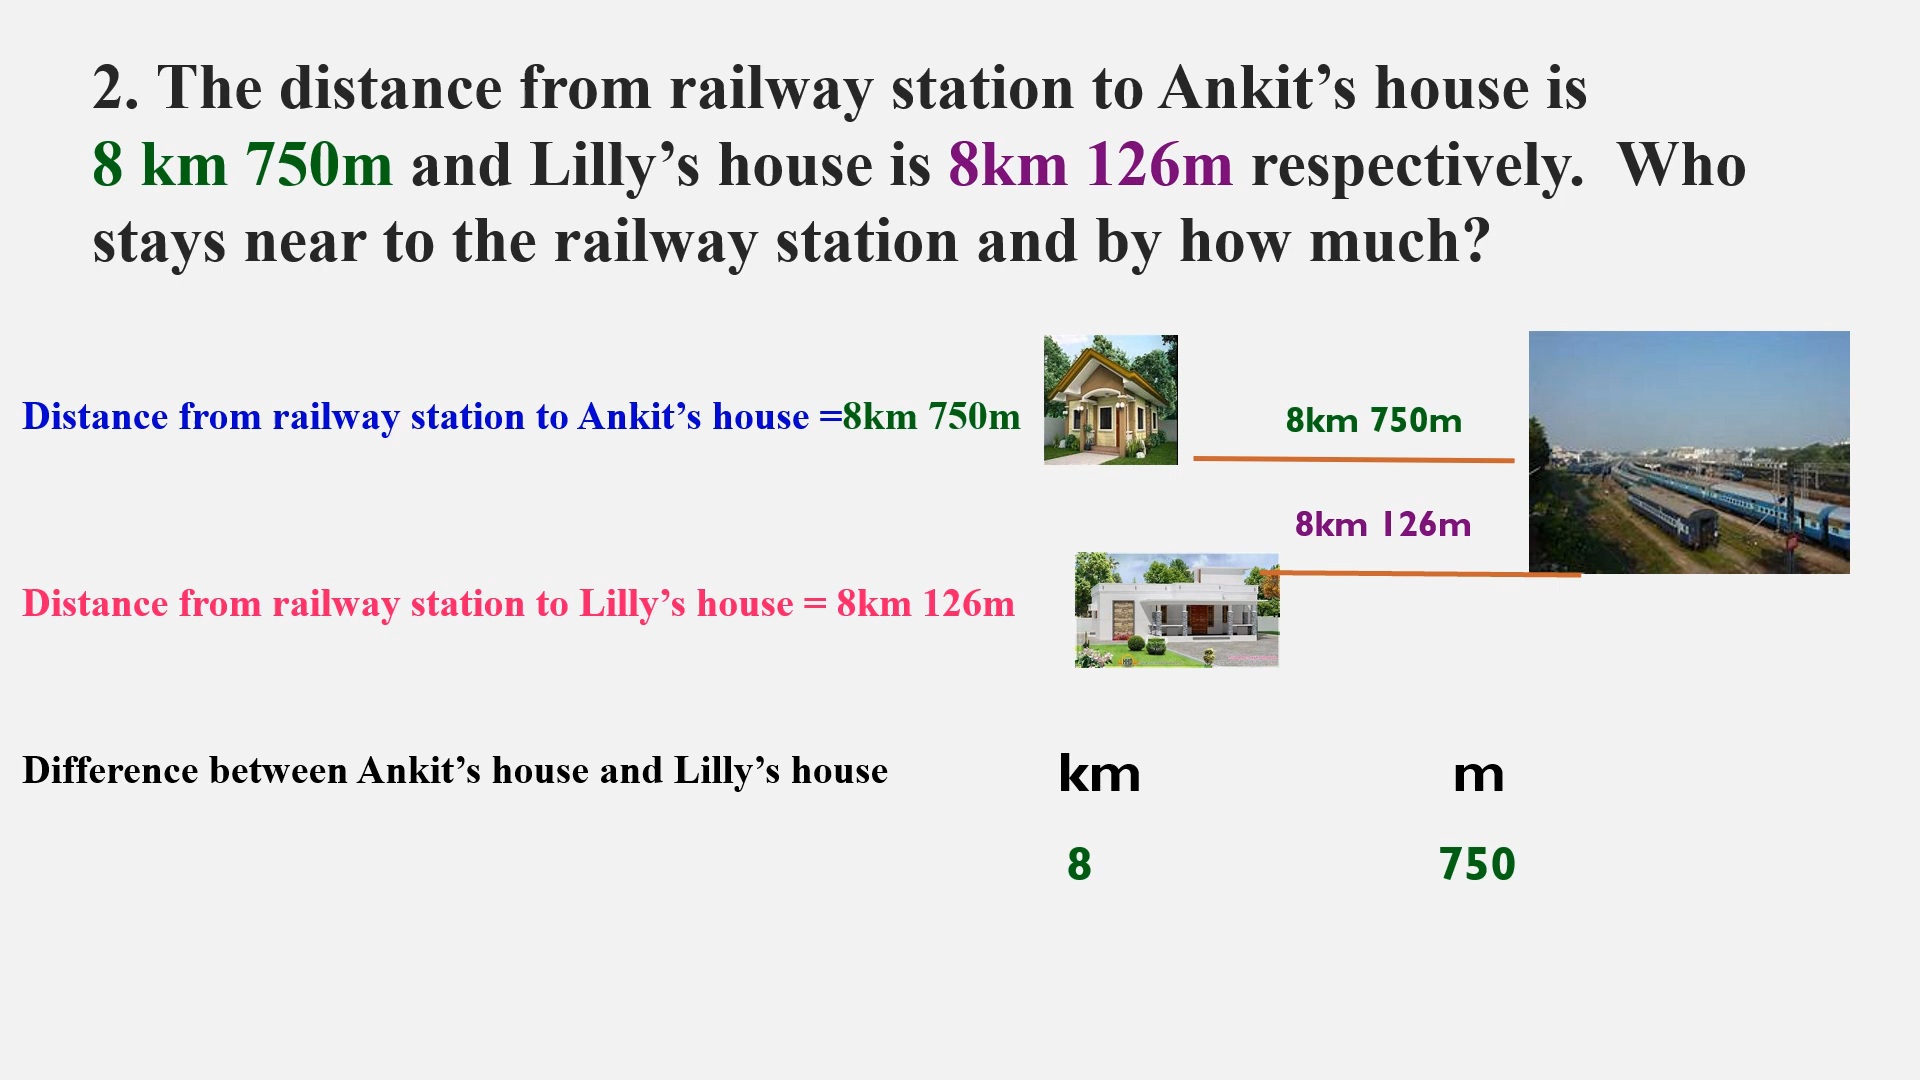 2. The distance from railway station to Ankit’s house is
8 km 750m and Lilly’s house is 8km 126m respectively.  Who
stays near to the railway station and by how much?
Distance from railway station to Ankit’s house =8km 750m
8km 750m
8km 126m
Distance from railway station to Lilly’s house = 8km 126m
Difference between Ankit’s house and Lilly’s house
km m
8 750